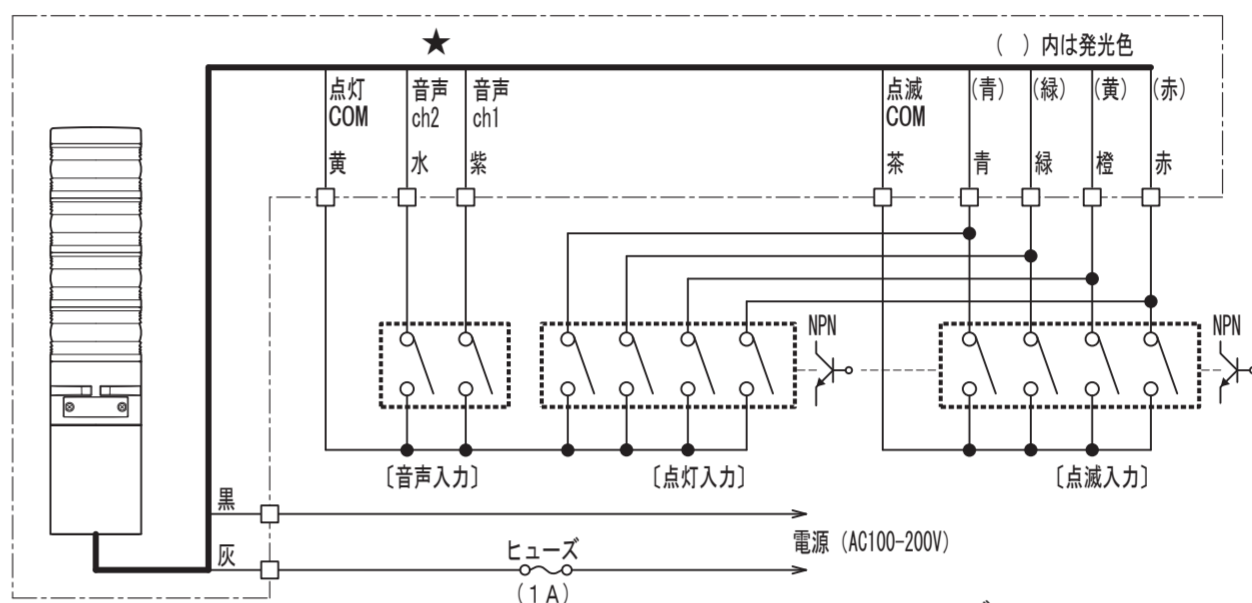 ★
( ) 内は発光色
点灯
COM
音声
ch2
音声
ch1
点滅
COM
(青)
(緑)
(黄)
(赤)
黄
水
紫
茶
青
緑
橙
赤
NPN
NPN
〔音声入力〕
〔点灯入力〕
〔点滅入力〕
黒
電源 (AC100-200V)
灰
ヒューズ
(1A)